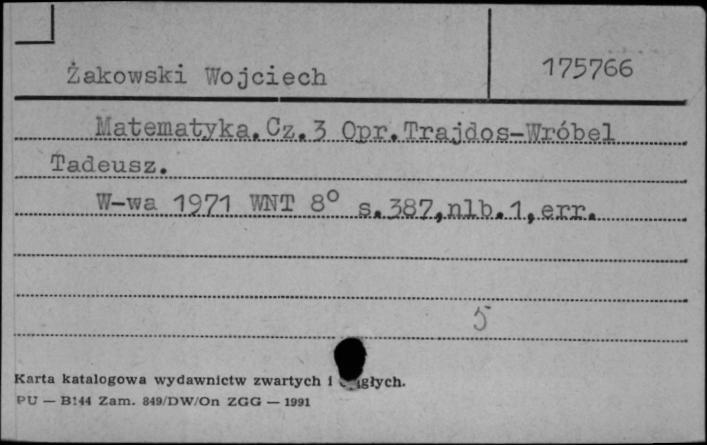 Żakowski Wojciech
175766
Matematyka.Cz.3 Opr.Trajdos-Wróbel
Tadeusz.
W-wa 1971 WNT 8° s.387,nlb.1,err.
5
Karta katalogowa wydawnictw zwartych i
PU — B144 Zam. 849/DW/On ZGG — 1991